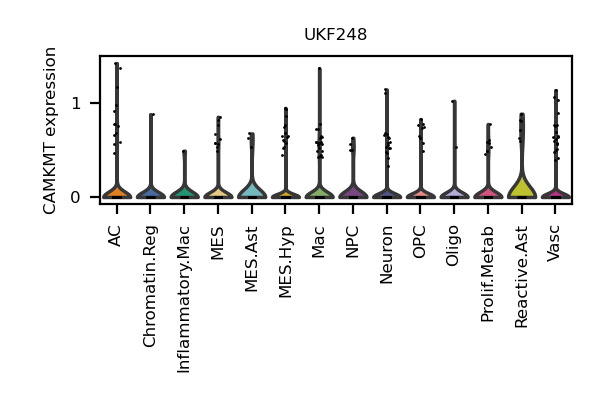 UKF248
CAMKMT expression
1
0
AC
Chromatin.Reg
Inflammatory.Mac
MES
MES.Ast
MES.Hyp
Mac
NPC
Neuron
OPC
Oligo
Prolif.Metab
Reactive.Ast
Vasc